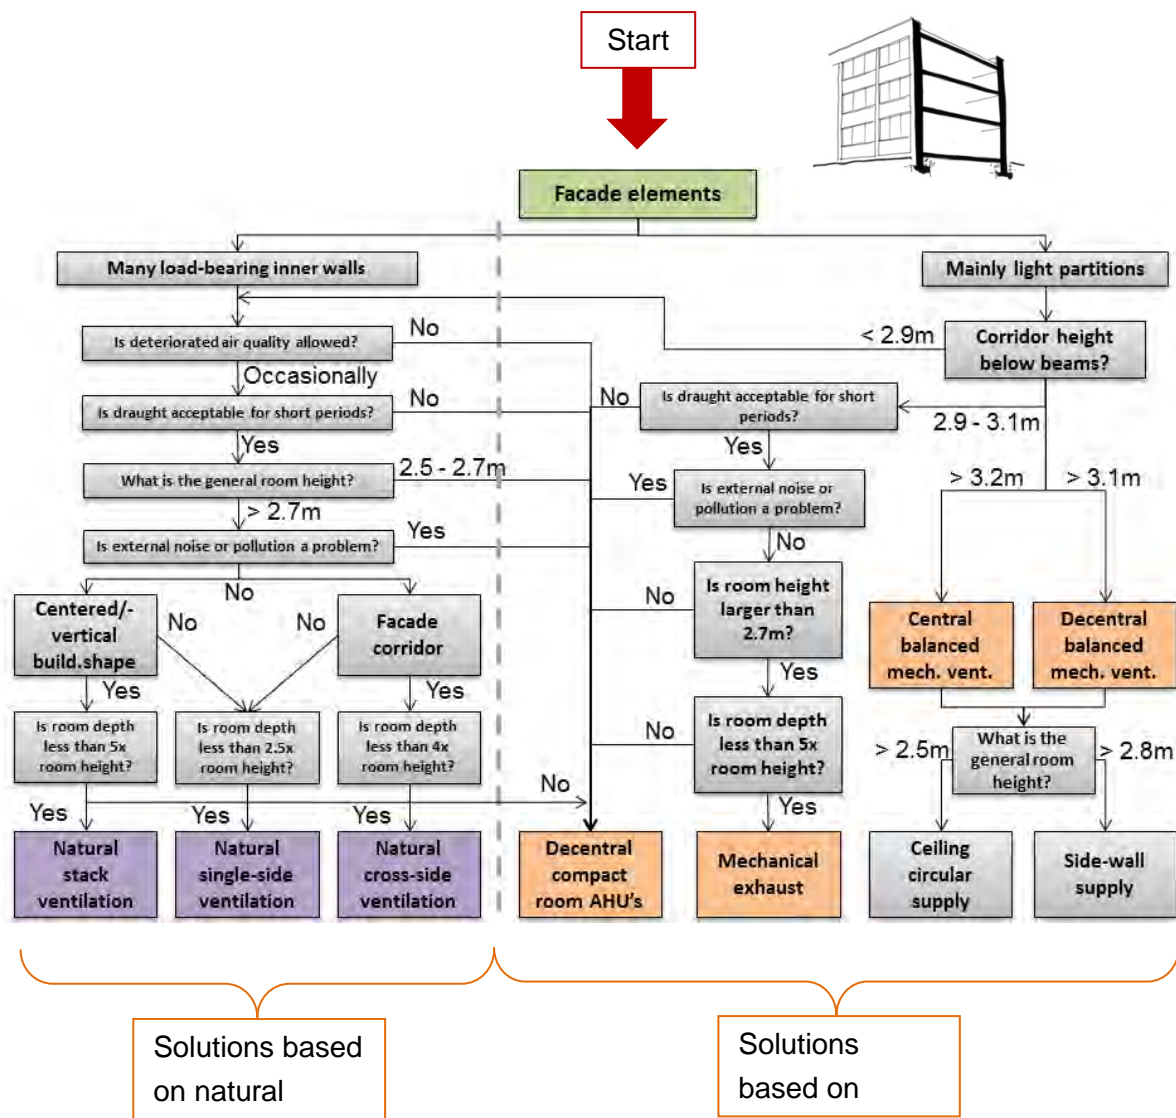 Start
Facade elements
Many load-bearing inner walls
Mainly light partitions
Is deteriorated air quality allowed?
No
< 2.9m
Corridor height
below beams?
Occasionally
Is draught acceptable for short periods?
No
No
Is draught acceptable for short
periods?
2.9 - 3.1m
Yes
Yes
What is the general room height?
2.5 - 2.7m
Yes
Is external noise or
pollution a problem?
> 3.2m
> 3.1m
> 2.7m
Is external noise or pollution a problem?
Yes
No
No
Centered/-
vertical
build.shape
No
No
Facade
corridor
No
Is room height
larger than
2.7m?
Central
balanced
mech. vent.
Decentral
balanced
mech. vent.
Yes
Yes
Yes
Is room depth
less than 5x
room height?
Is room depth
less than 2.5x
room height?
Is room depth
less than 4x
room height?
No
Is room depth
less than 5x
room height?
> 2.5m
What is the
general room
height?
> 2.8m
Yes
Yes
Yes
No
Yes
Natural
stack
ventilation
Natural
single-side
ventilation
Natural
cross-side
ventilation
Decentral
compact
room AHU's
Mechanical
exhaust
Ceiling
circular
supply
Side-wall
supply
Solutions based
on natural
Solutions
based on